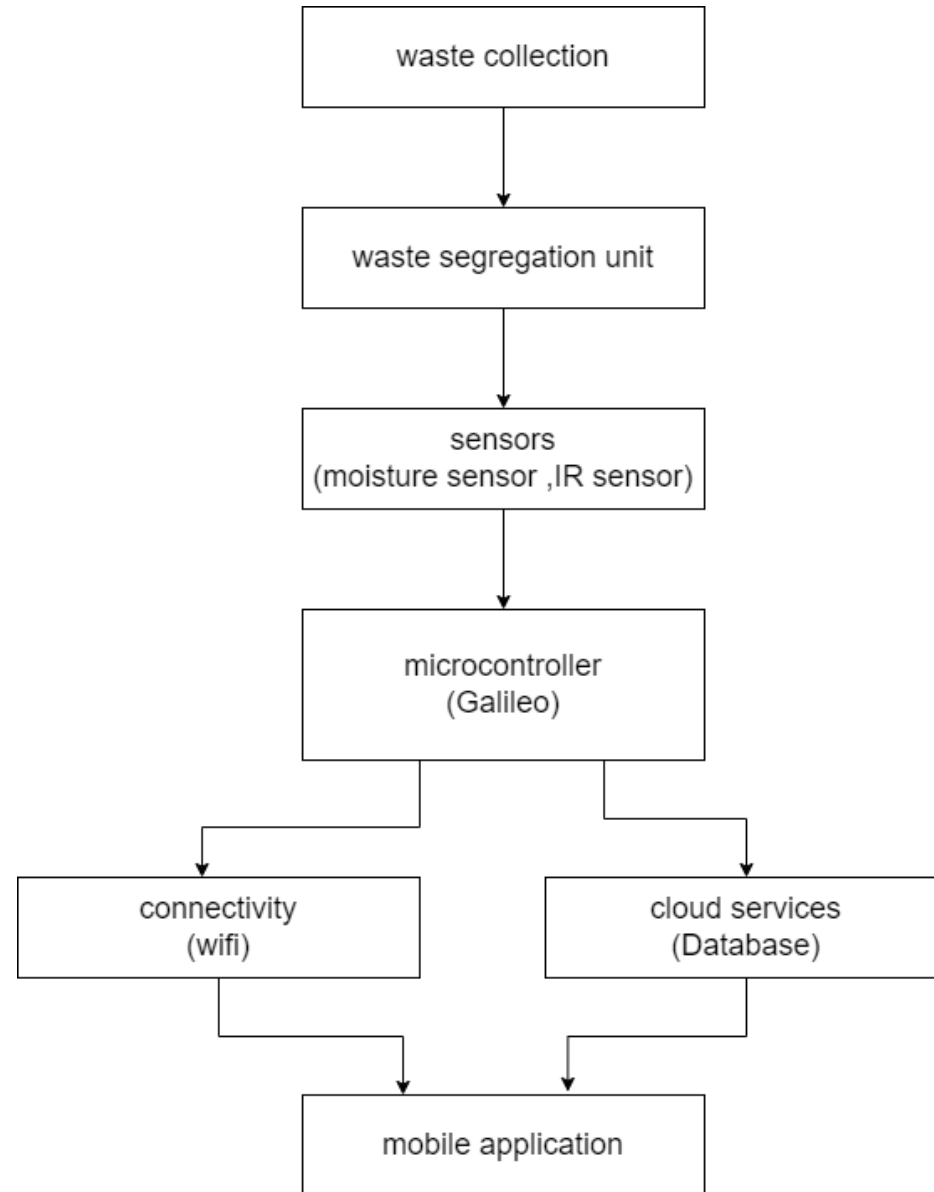 waste collection
waste segregation unit
sensors
(moisture sensor ,IR sensor)
microcontroller
(Galileo)
connectivity
(wifi)
cloud services
(Database)
mobile application